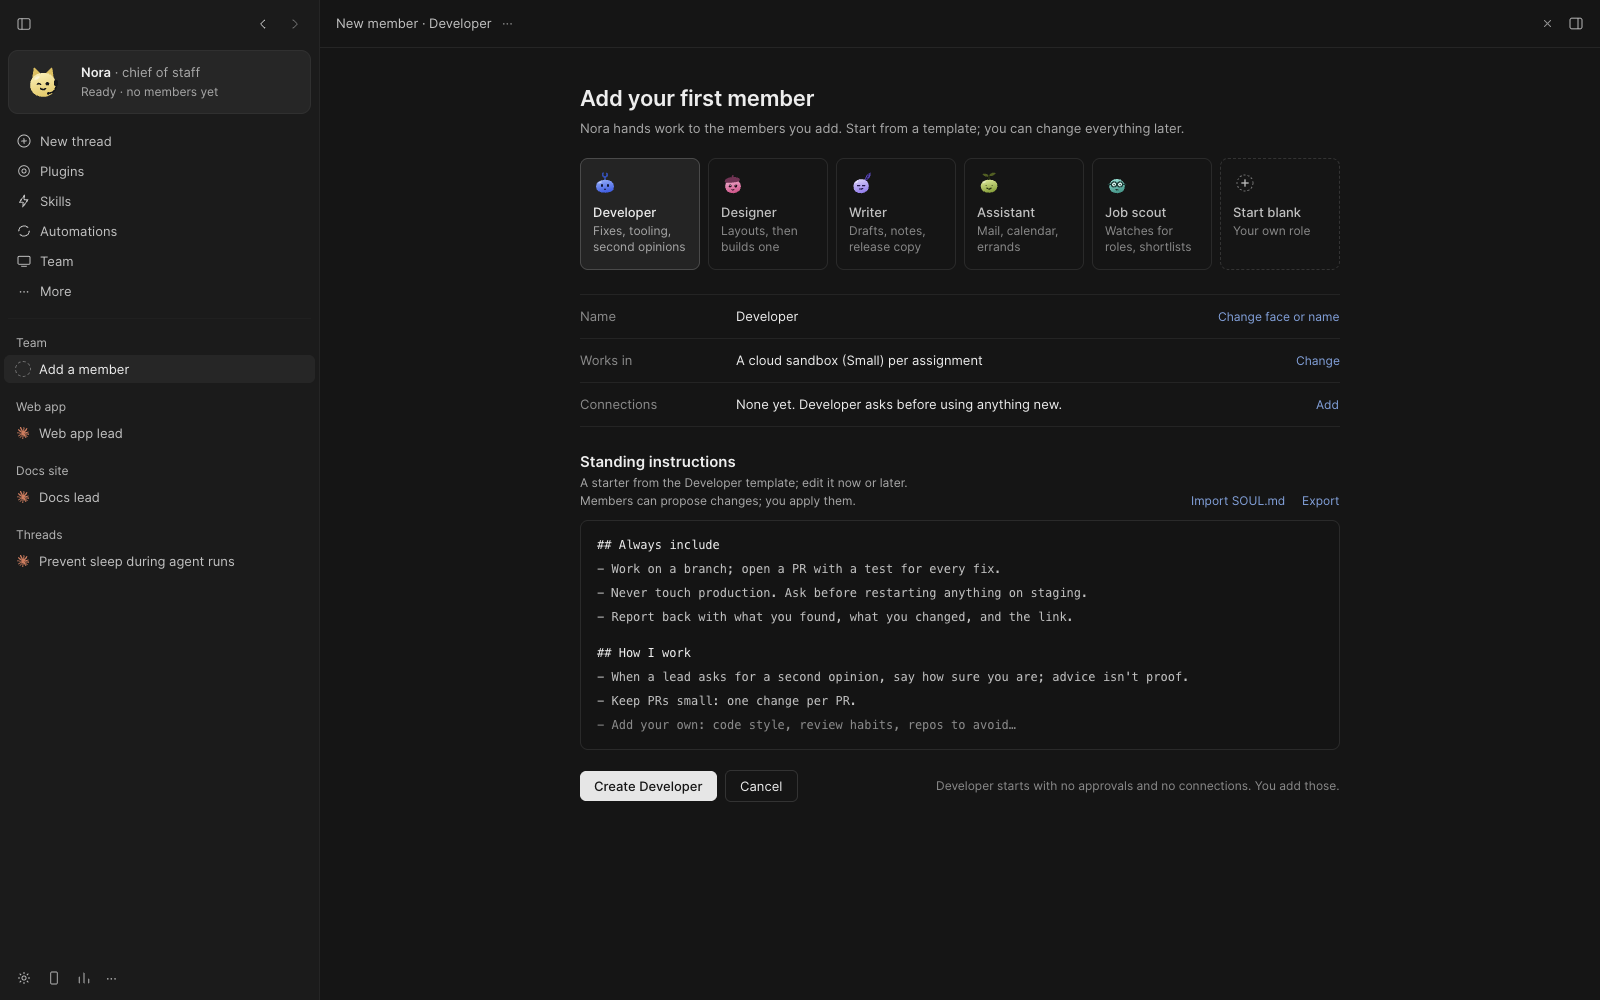 New member · Developer ···
Nora · chief of staff
Ready · no members yet
New thread
Plugins
Skills
Automations
Team
··· More
Team
Add a member
Web app
Web app lead
Docs site
Docs lead
Threads
Prevent sleep during agent runs
Add your first member
Nora hands work to the members you add. Start from a template; you can change everything later.
Developer
Fixes, tooling,
second opinions
Designer
Layouts, then
builds one
Writer
Drafts, notes,
release copy
Assistant
Mail, calendar,
errands
Job scout
Watches for
roles, shortlists
Start blank
Your own role
Name Developer Change face or name
Works in A cloud sandbox (Small) per assignment Change
Connections None yet. Developer asks before using anything new. Add
Standing instructions
A starter from the Developer template; edit it now or later.
Members can propose changes; you apply them. Import SOUL.md Export
## Always include
- Work on a branch; open a PR with a test for every fix.
- Never touch production. Ask before restarting anything on staging.
- Report back with what you found, what you changed, and the link.
## How I work
- When a lead asks for a second opinion, say how sure you are; advice isn't proof.
- Keep PRs small: one change per PR.
- Add your own: code style, review habits, repos to avoid…
Create Developer Cancel Developer starts with no approvals and no connections. You add those.